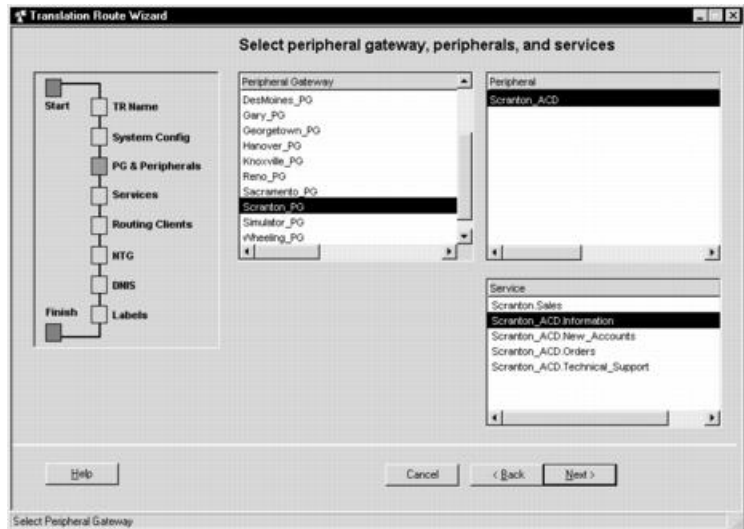 Translation Route Wizard
Select peripheral gateway, peripherals, and services
Start
TR Name
System Config
PG & Peripherals
Services
Routing Clients
NTG
DNIS
Finish
Labels
Peripheral Gateway
DesMoines_PG
Gary_PG
Georgetown_PG
Hanover_PG
Knoxville_PG
Reno_PG
Sacramento_PG
Scranton_PG
Simulator_PG
Wheeling_PG
Peripheral
Scranton_ACD
Service
Scranton.Sales
Scranton_ACD.Information
Scranton_ACD.New_Accounts
Scranton_ACD.Orders
Scranton_ACD.Technical_Support
Help
Cancel
< Back
Next >
Select Peripheral Gateway